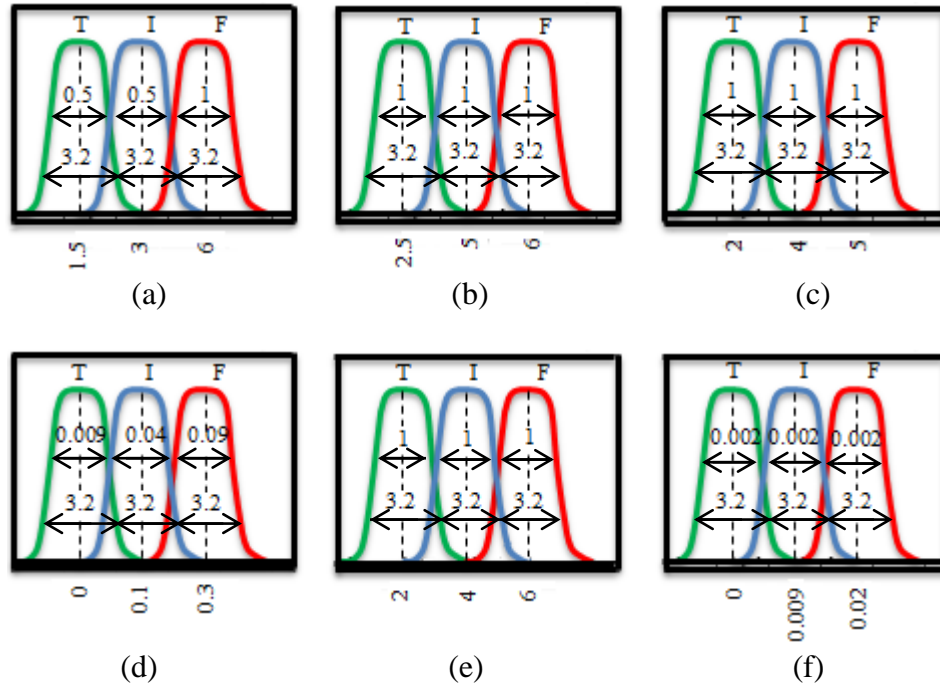 T I F T I F T I F
0.5 0.5 1 1 1 1 1 1 1
3.2 3.2 3.2 3.2 3.2 3.2 3.2 3.2 3.2
1.5 3 6 2.5 5 6 2 4 5
(a) (b) (c)
T I F T I F T I F
0.009 0.04 0.09 1 1 1 0.002 0.002 0.002
3.2 3.2 3.2 3.2 3.2 3.2 3.2 3.2 3.2
0 0.1 0.3 2 4 6 0 0.009 0.02
(d) (e) (f)